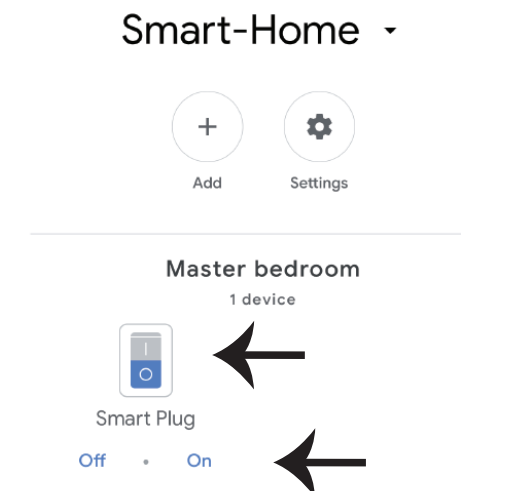 Smart-Home
Add Settings
Master bedroom
1 device
Smart Plug
Off • On